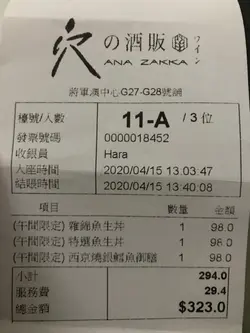 穴の酒販
ワイン
ANA ZAKKA
將軍澳中心G27-G28號舖
檯號/人數 11-A / 3 位
發票號碼 0000018452
收銀員 Hara
入座時間 2020/04/15 13:03:47
結賬時間 2020/04/15 13:40:08
項目 數量 金額
(午間限定) 雜錦魚生丼 1 98.0
(午間限定) 特選魚生丼 1 98.0
(午間限定) 西京燒銀鱈魚御膳 1 98.0
小計 294.0
服務費 29.4
總金額 $323.0